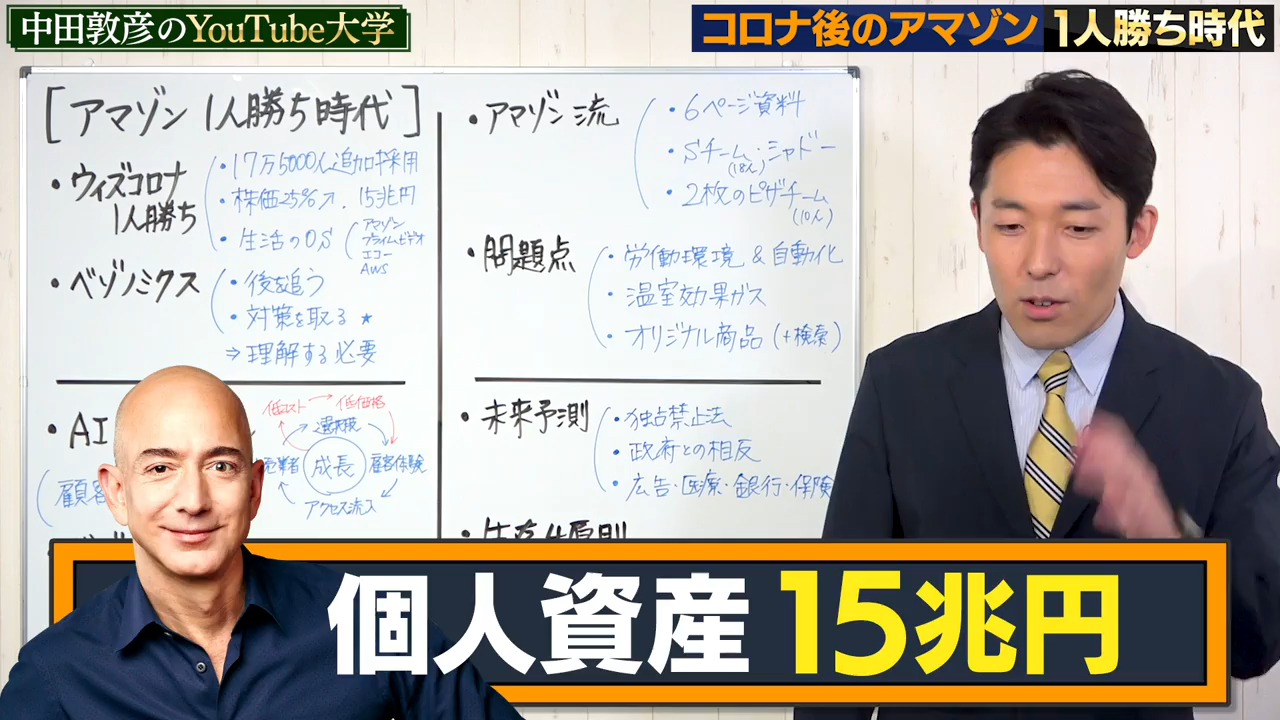 中田敦彦のYouTube大学
コロナ後のアマゾン 1人勝ち時代
[アマゾン 1人勝ち時代]
・ウィズコロナ
1人勝ち
・17万5000人追加採用
・株価25%↗. 15兆円
・生活のOS
アマゾン
プライムビデオ
エコー
AWS
・ベゾノミクス
・後を追う
・対策を取る ★
⇒理解する必要
・AI
顧客
低コスト → 低価格
選択肢
売業者
成長
顧客体験
アクセス流入
・アマゾン流
・6ページ資料
・Sチーム・シャドー
(18人)
・2枚のピザチーム
(10人)
・問題点
・労働環境 & 自動化
・温室効果ガス
・オリジナル商品 (+検索)
・未来予測
・独占禁止法
・政府との相反
・広告・医療・銀行・保険
個人資産 15兆円